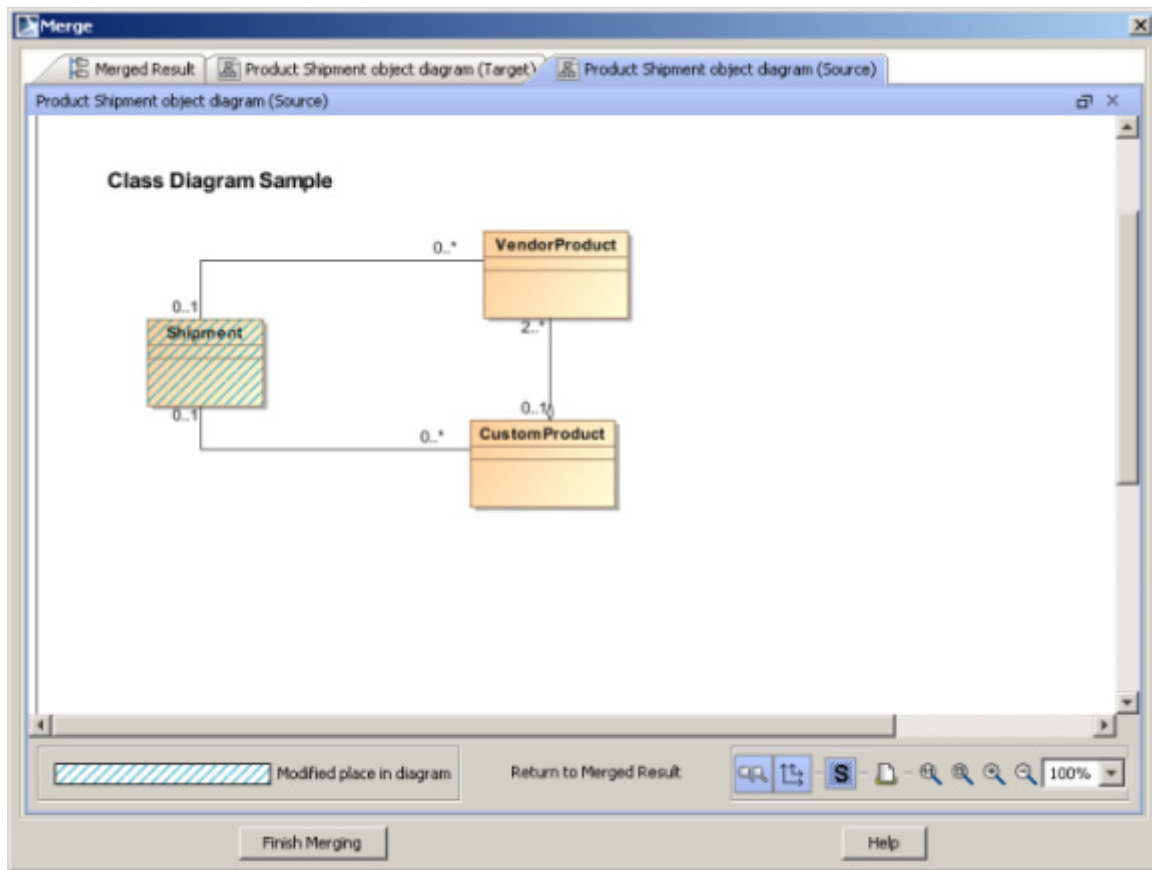 Merge
Merged Result
Product Shipment object diagram (Target)
Product Shipment object diagram (Source)
Product Shipment object diagram (Source)
Class Diagram Sample
0..*
VendorProduct
0..1
Shipment
2..*
0..1
0..1
0..*
CustomProduct
Modified place in diagram
Return to Merged Result
S
100%
Finish Merging
Help